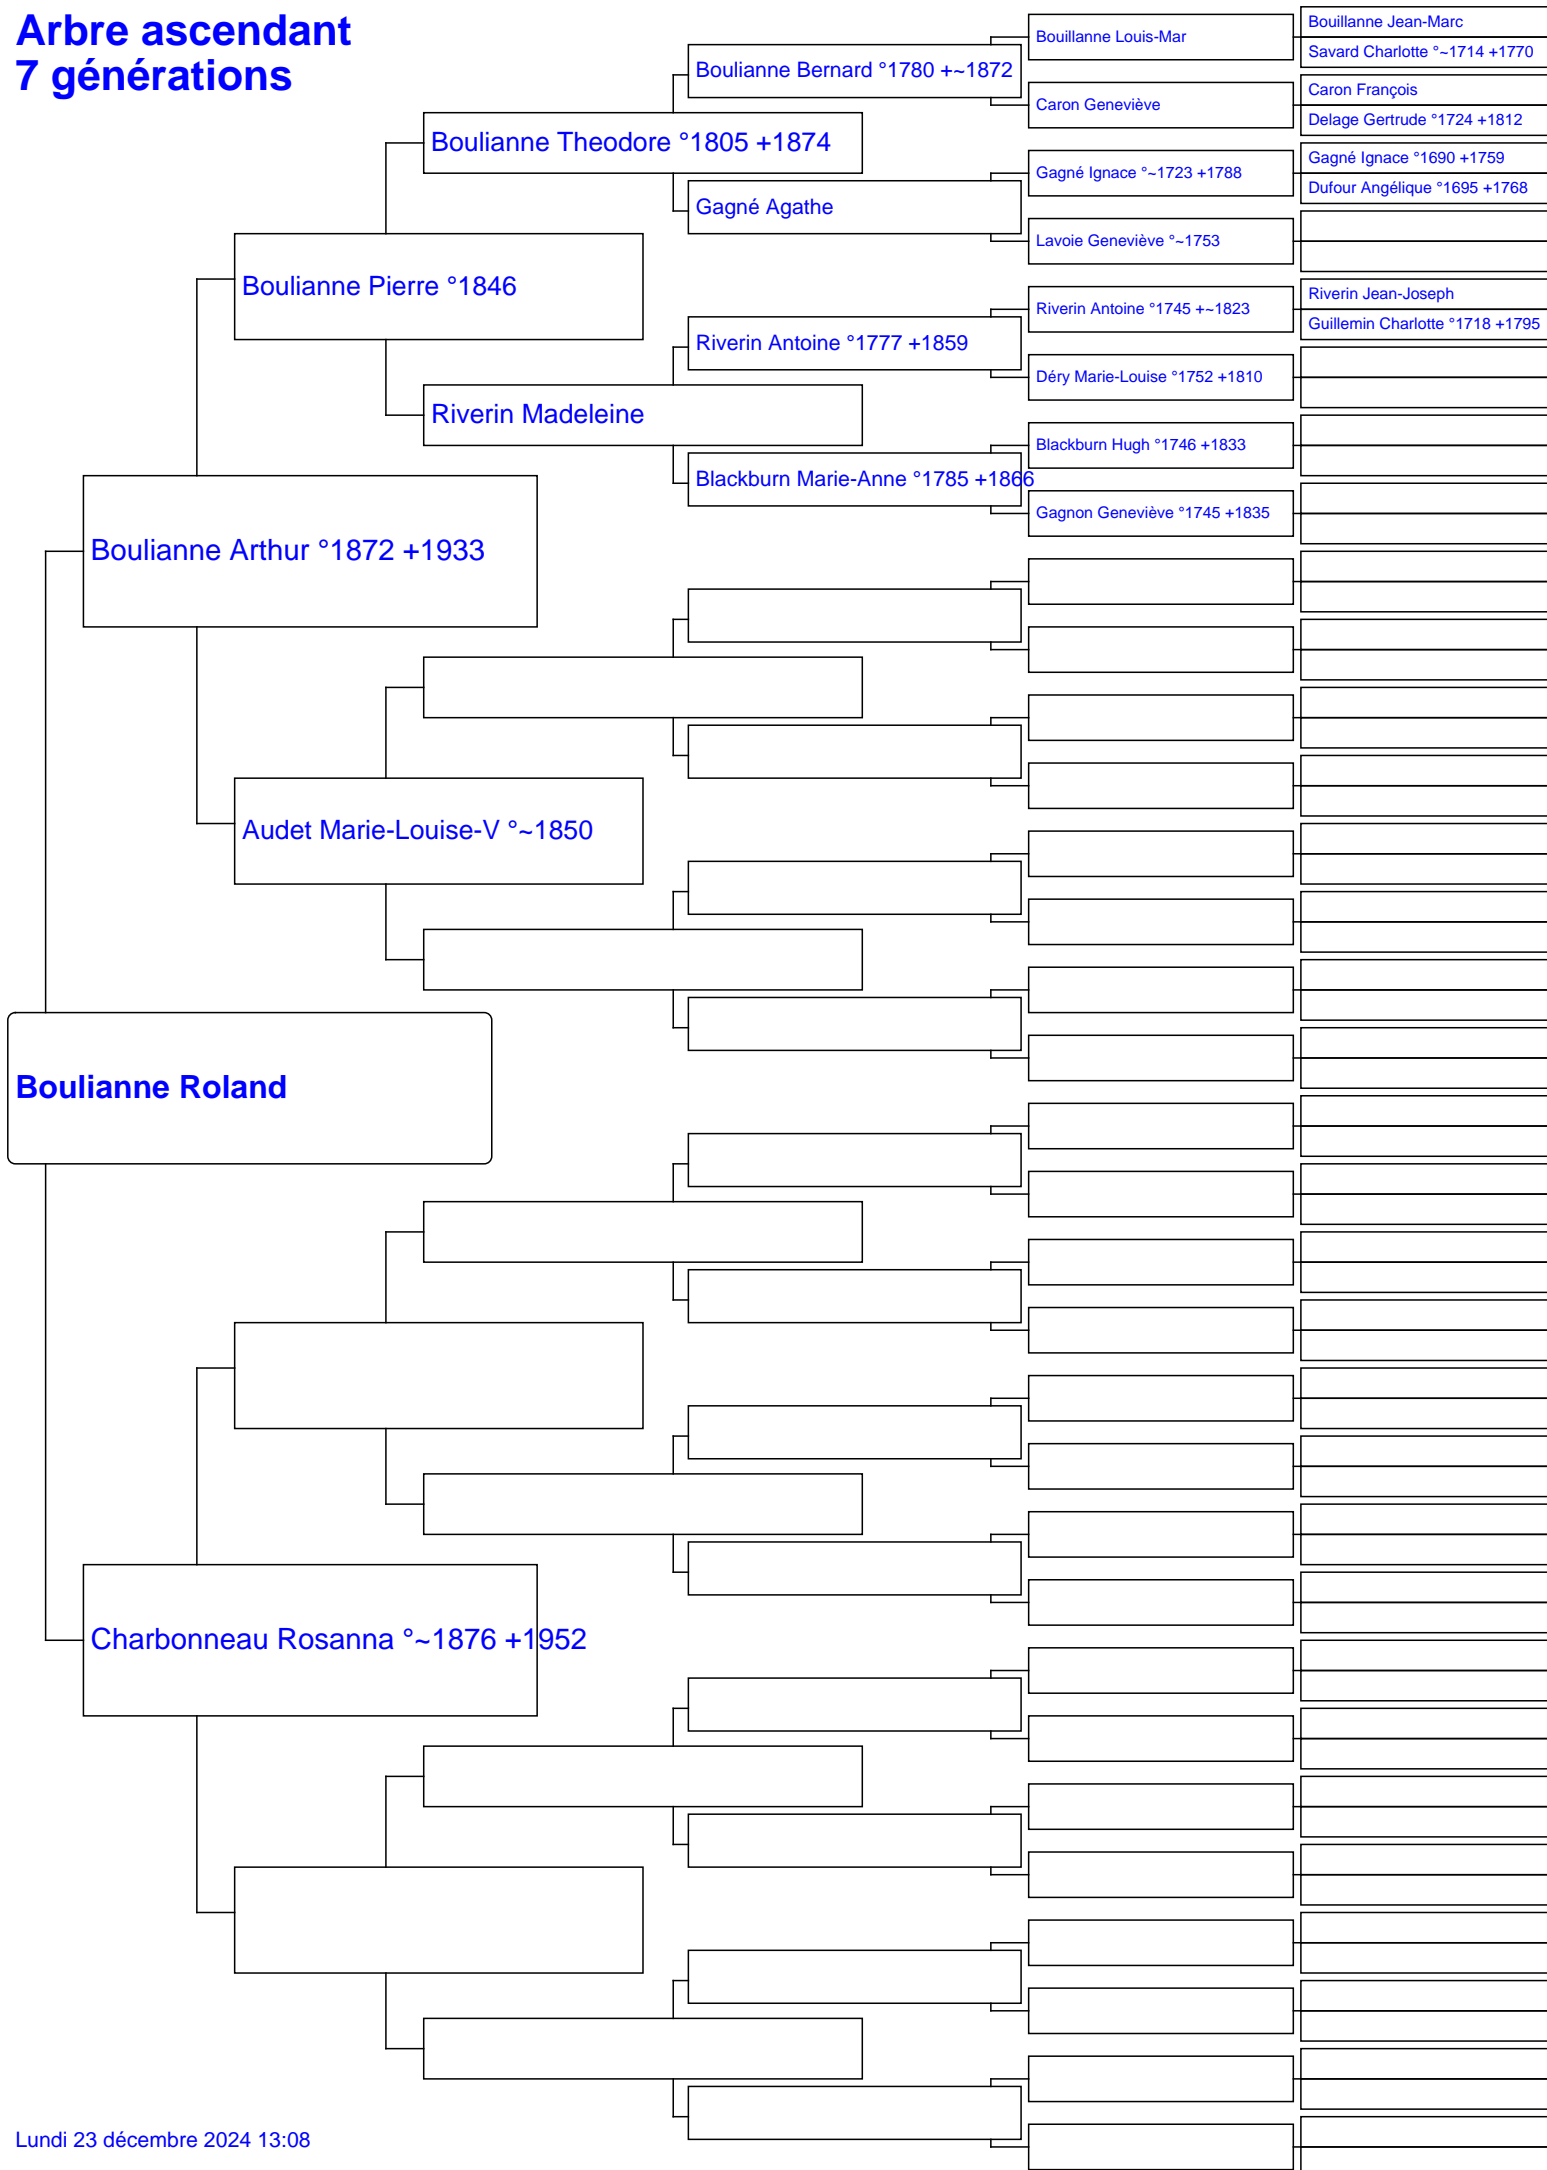 Arbre ascendant
7 générations
Bouillanne Jean-Marc
Bouillanne Louis-Mar
Savard Charlotte °~1714 +1770
Boulianne Bernard °1780 +~1872
Caron François
Caron Geneviève
Delage Gertrude °1724 +1812
Boulianne Theodore °1805 +1874
Gagné Ignace °1690 +1759
Gagné Ignace °~1723 +1788
Dufour Angélique °1695 +1768
Gagné Agathe
Lavoie Geneviève °~1753
Boulianne Pierre °1846
Riverin Jean-Joseph
Riverin Antoine °1745 +~1823
Guillemin Charlotte °1718 +1795
Riverin Antoine °1777 +1859
Déry Marie-Louise °1752 +1810
Riverin Madeleine
Blackburn Hugh °1746 +1833
Blackburn Marie-Anne °1785 +1866
Gagnon Geneviève °1745 +1835
Boulianne Arthur °1872 +1933
Audet Marie-Louise-V °~1850
Boulianne Roland
Charbonneau Rosanna °~1876 +1952
Lundi 23 décembre 2024 13:08